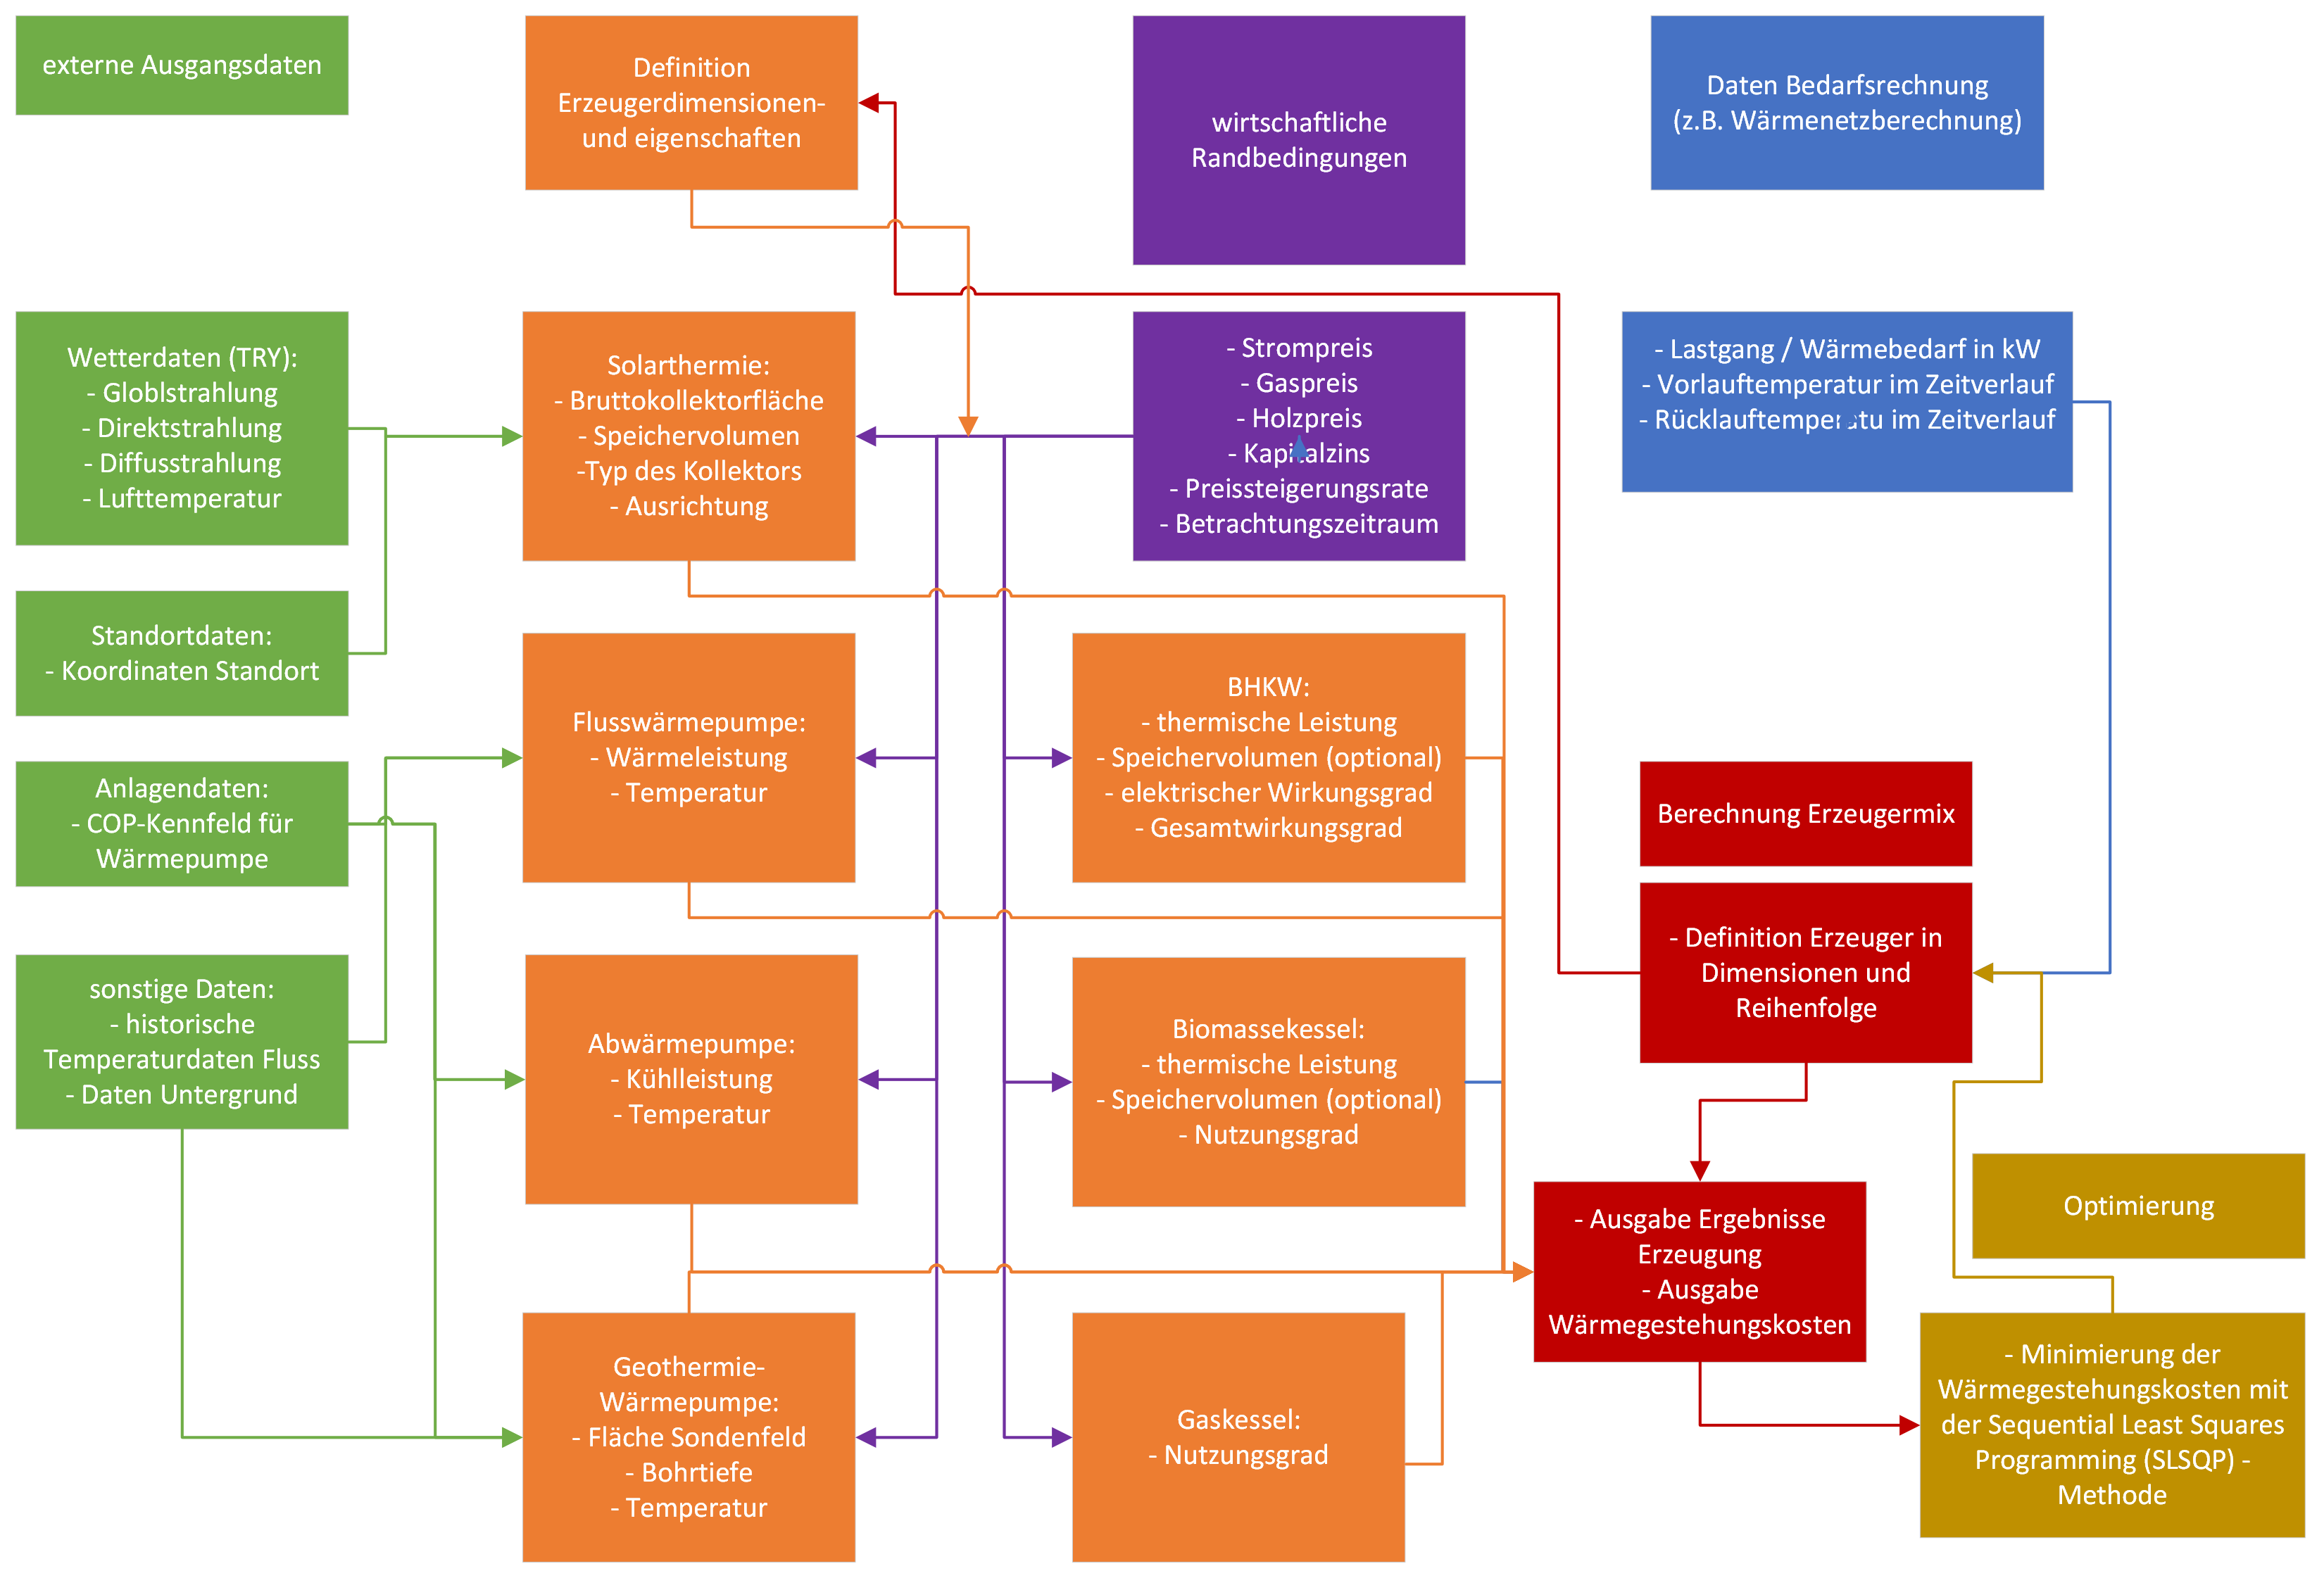 externe Ausgangsdaten
Definition
Erzeugerdimensionen-
und eigenschaften
wirtschaftliche
Randbedingungen
Daten Bedarfsrechnung
(z.B. Wärmenetzberechnung)
Wetterdaten (TRY):
- Globlstrahlung
- Direktstrahlung
- Diffusstrahlung
- Lufttemperatur
Solarthermie:
- Bruttokollektorfläche
- Speichervolumen
-Typ des Kollektors
- Ausrichtung
- Strompreis
- Gaspreis
- Holzpreis
- Kapitalzins
- Preissteigerungsrate
- Betrachtungszeitraum
- Lastgang / Wärmebedarf in kW
- Vorlauftemperatur im Zeitverlauf
- Rücklauftemperatu im Zeitverlauf
Standortdaten:
- Koordinaten Standort
Flusswärmepumpe:
- Wärmeleistung
- Temperatur
BHKW:
- thermische Leistung
- Speichervolumen (optional)
- elektrischer Wirkungsgrad
- Gesamtwirkungsgrad
Anlagendaten:
- COP-Kennfeld für
Wärmepumpe
Berechnung Erzeugermix
- Definition Erzeuger in
Dimensionen und
Reihenfolge
sonstige Daten:
- historische
Temperaturdaten Fluss
- Daten Untergrund
Abwärmepumpe:
- Kühlleistung
- Temperatur
Biomassekessel:
- thermische Leistung
- Speichervolumen (optional)
- Nutzungsgrad
- Ausgabe Ergebnisse
Erzeugung
- Ausgabe
Wärmegestehungskosten
Optimierung
Geothermie-
Wärmepumpe:
- Fläche Sondenfeld
- Bohrtiefe
- Temperatur
Gaskessel:
- Nutzungsgrad
- Minimierung der
Wärmegestehungskosten mit
der Sequential Least Squares
Programming (SLSQP) -
Methode